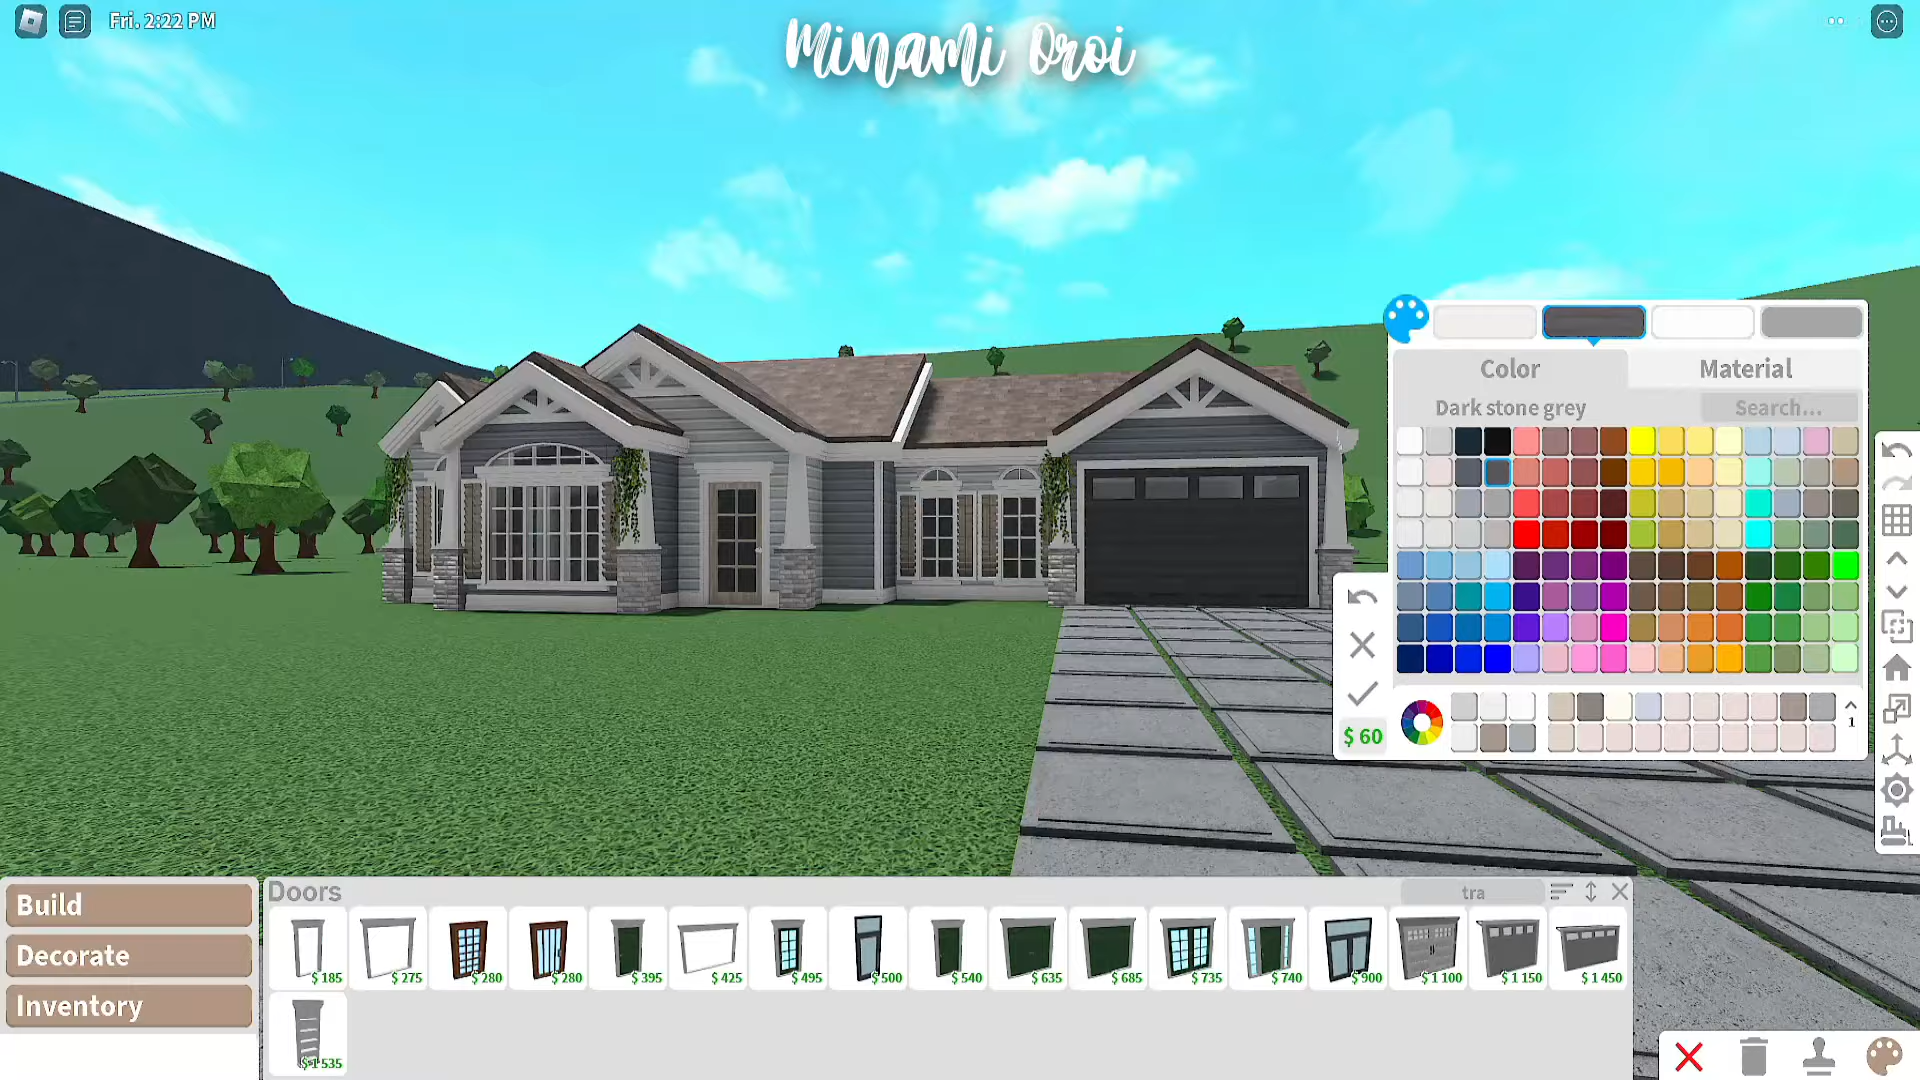 Fri. 2:22 PM
Minami Oroi
Color
Material
Dark stone grey
Search...
$ 60
1
Build
Decorate
Inventory
Doors
tra
$ 185
$ 275
$ 280
$ 280
$ 395
$ 425
$ 495
$ 500
$ 540
$ 635
$ 685
$ 735
$ 740
$ 900
$ 1 100
$ 1 150
$ 1 450
$ 1 535